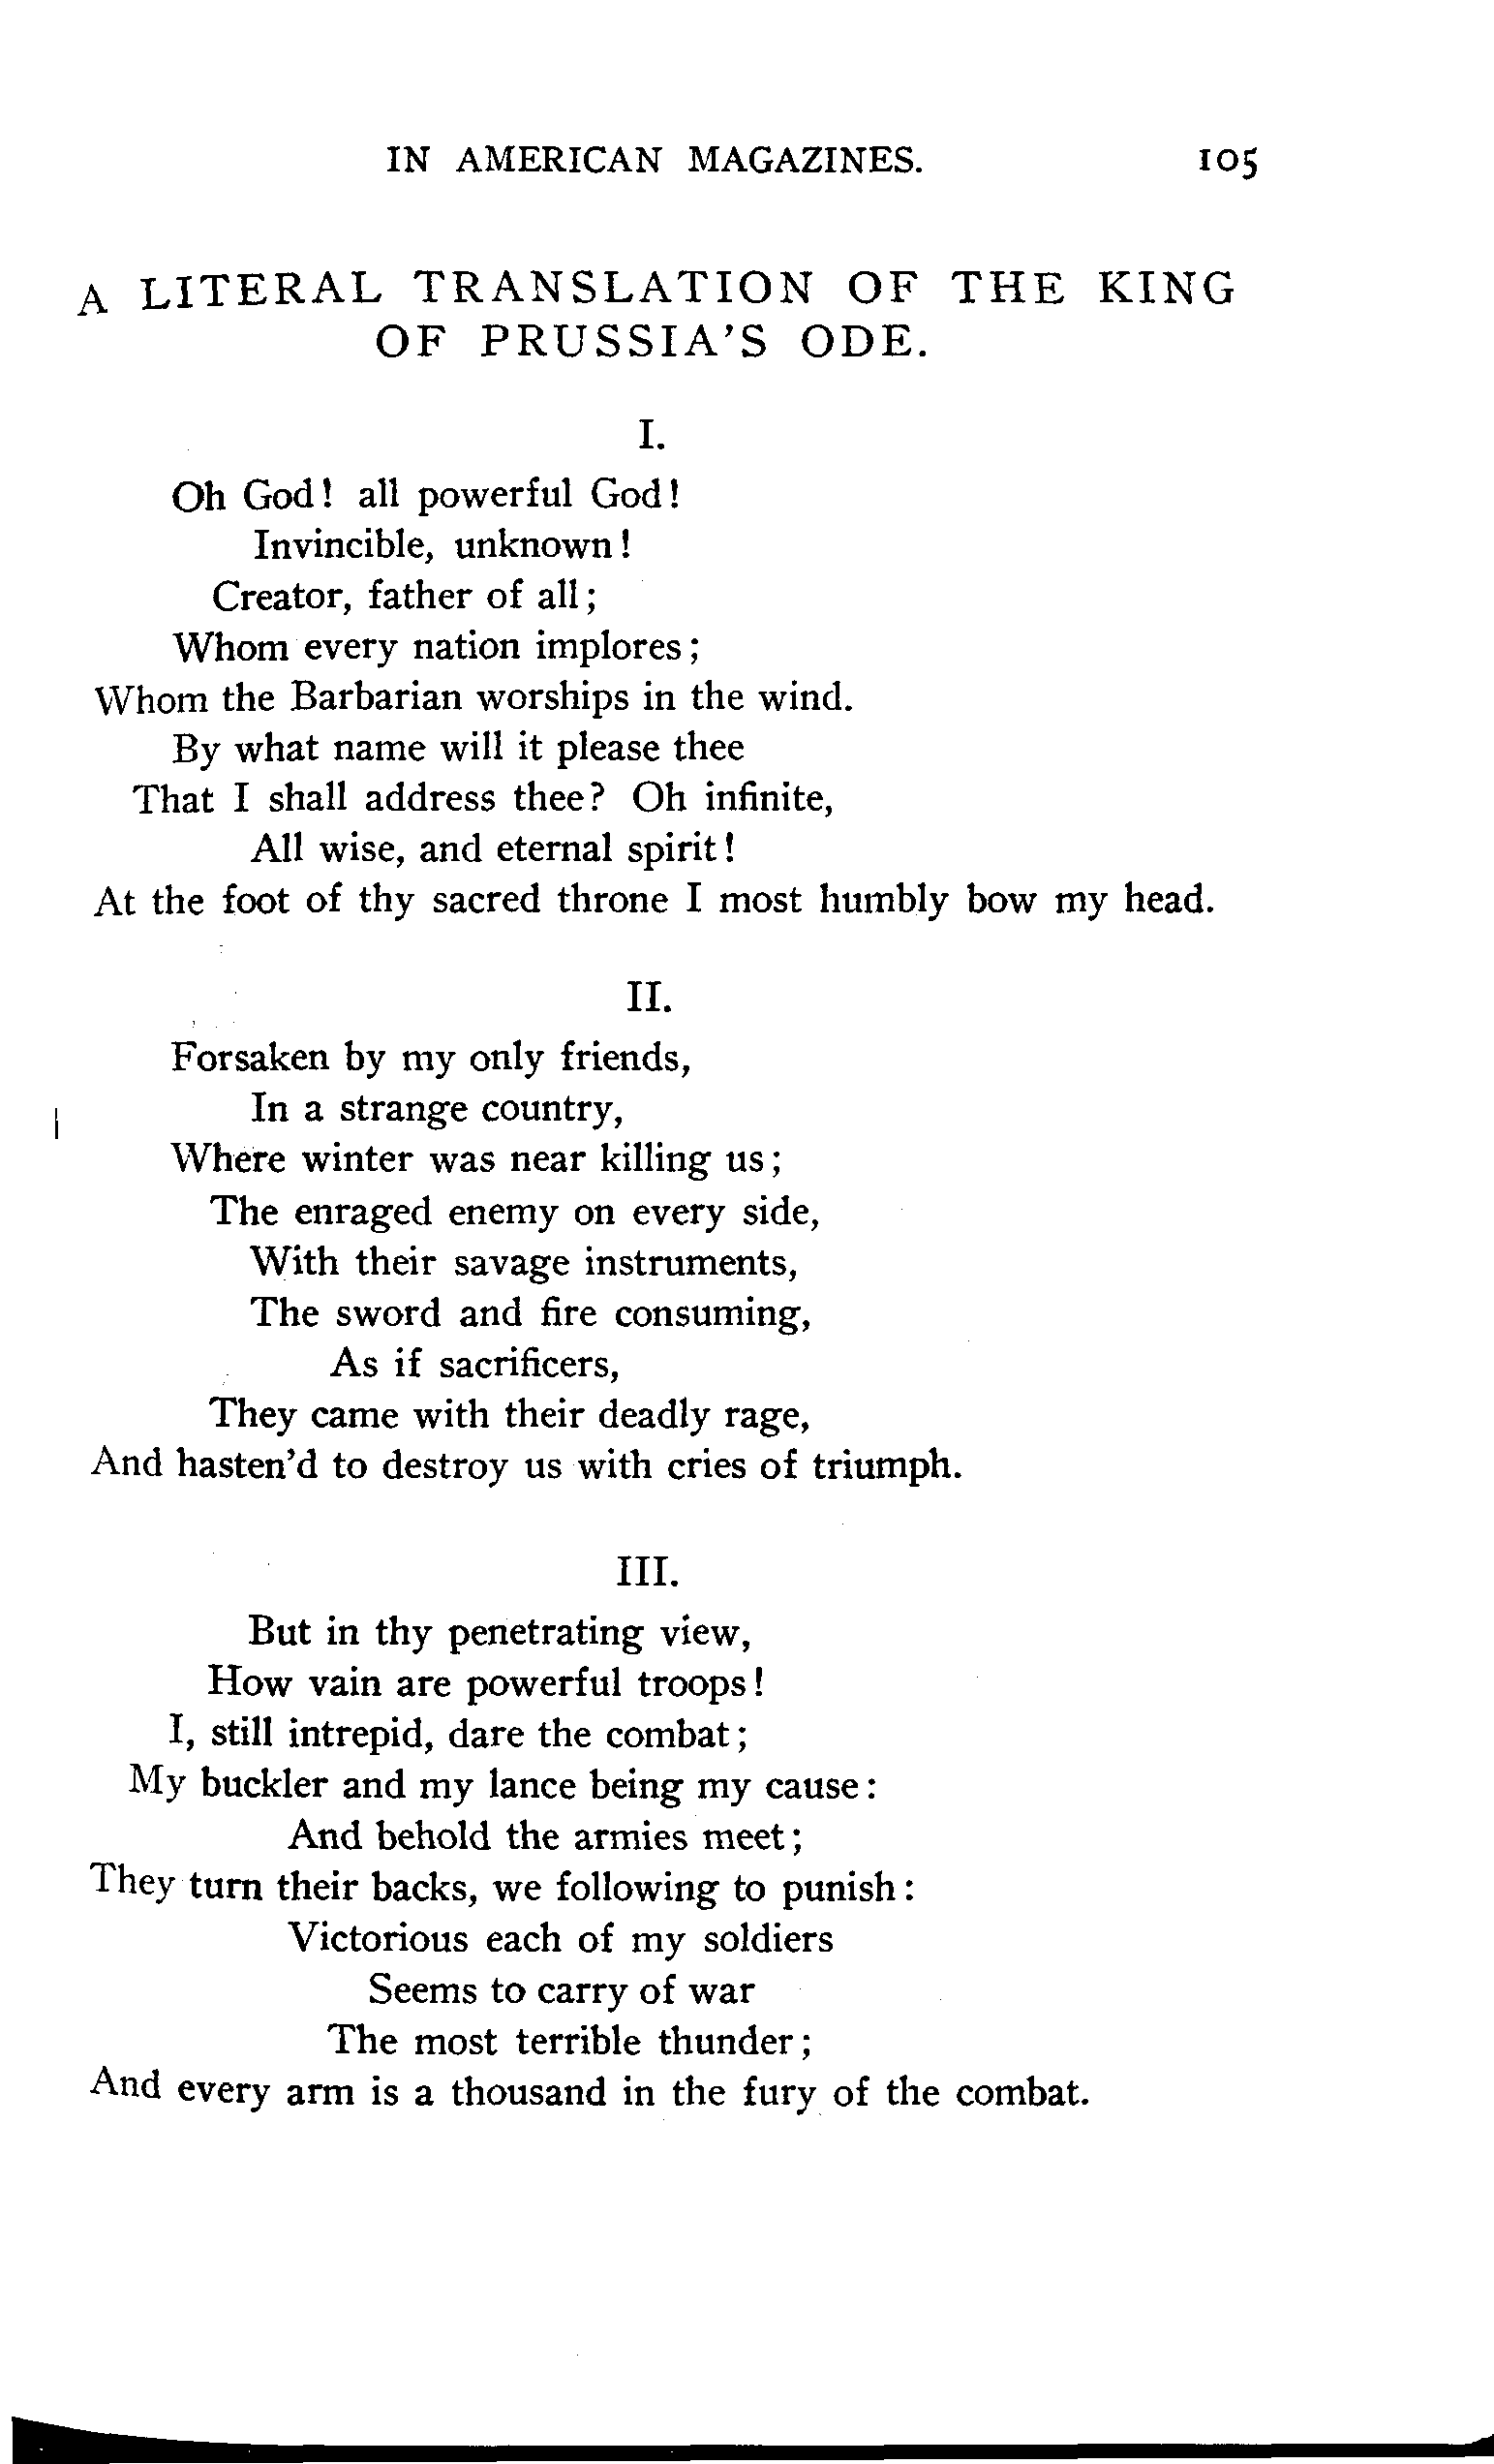 IN AMERICAN MAGAZINES. 105
A LITERAL TRANSLATION OF THE KING
OF PRUSSIA'S ODE.
I.
Oh God! all powerful God!
Invincible, unknown!
Creator, father of all;
Whom every nation implores;
Whom the Barbarian worships in the wind.
By what name will it please thee
That I shall address thee? Oh infinite,
All wise, and eternal spirit!
At the foot of thy sacred throne I most humbly bow my head.
II.
Forsaken by my only friends,
In a strange country,
Where winter was near killing us;
The enraged enemy on every side,
With their savage instruments,
The sword and fire consuming,
As if sacrificers,
They came with their deadly rage,
And hasten'd to destroy us with cries of triumph.
III.
But in thy penetrating view,
How vain are powerful troops!
I, still intrepid, dare the combat;
My buckler and my lance being my cause:
And behold the armies meet;
They turn their backs, we following to punish:
Victorious each of my soldiers
Seems to carry of war
The most terrible thunder;
And every arm is a thousand in the fury of the combat.